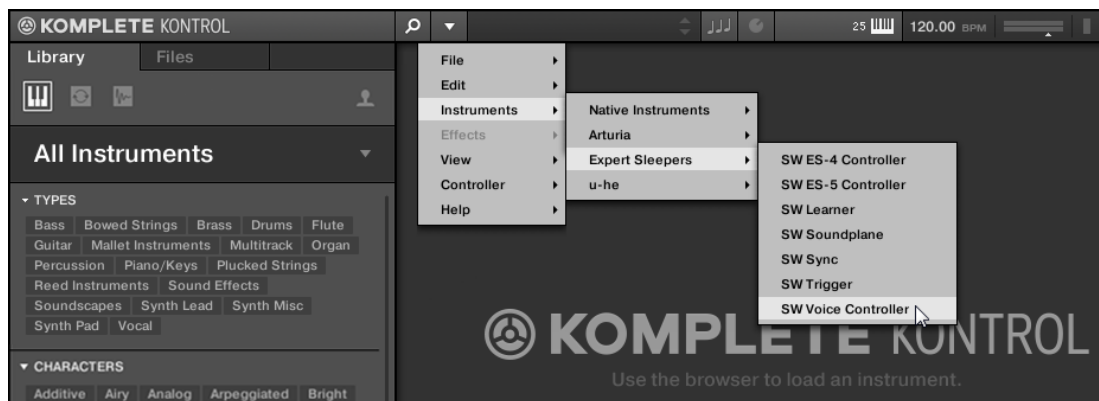 KOMPLETE KONTROL
25
120.00 BPM
Library
Files
All Instruments
TYPES
Bass Bowed Strings Brass Drums Flute
Guitar Mallet Instruments Multitrack Organ
Percussion Piano/Keys Plucked Strings
Reed Instruments Sound Effects
Soundscapes Synth Lead Synth Misc
Synth Pad Vocal
CHARACTERS
Additive Airy Analog Arpeggiated Bright
File
Edit
Instruments
Effects
View
Controller
Help
Native Instruments
Arturia
Expert Sleepers
u-he
SW ES-4 Controller
SW ES-5 Controller
SW Learner
SW Soundplane
SW Sync
SW Trigger
SW Voice Controller
KOMPLETE KONTROL
Use the browser to load an instrument.